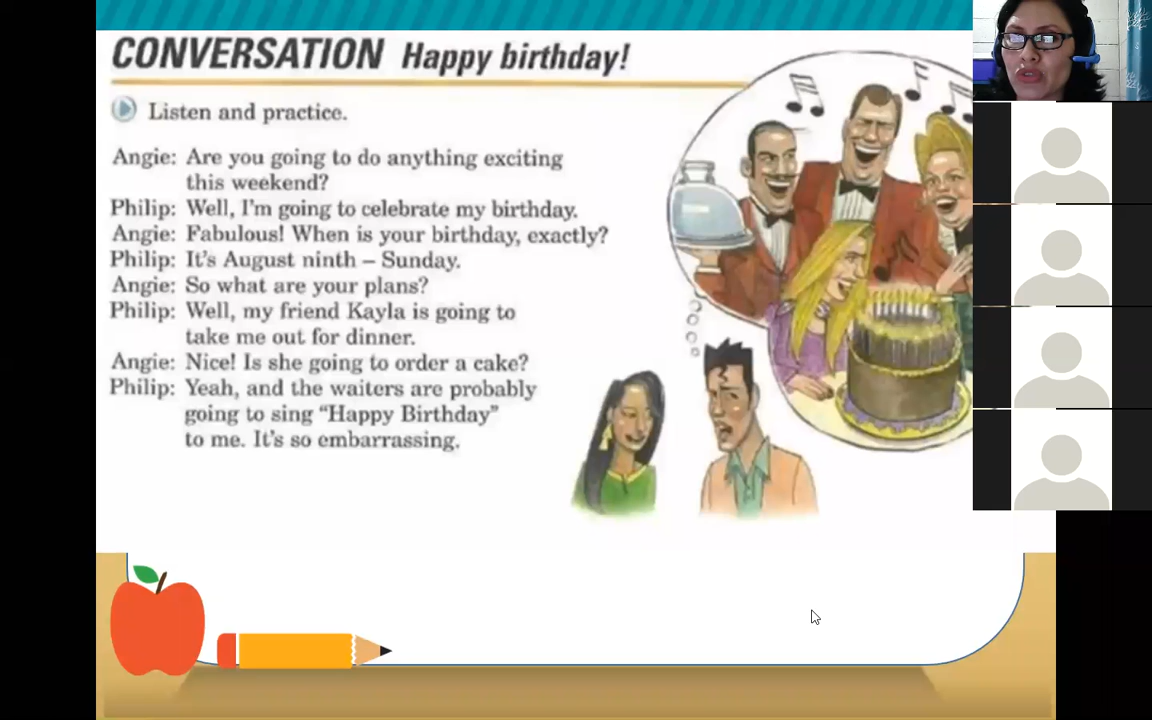 CONVERSATION Happy birthday!
Listen and practice.
Angie: Are you going to do anything exciting
this weekend?
Philip: Well, I'm going to celebrate my birthday.
Angie: Fabulous! When is your birthday, exactly?
Philip: It's August ninth – Sunday.
Angie: So what are your plans?
Philip: Well, my friend Kayla is going to
take me out for dinner.
Angie: Nice! Is she going to order a cake?
Philip: Yeah, and the waiters are probably
going to sing “Happy Birthday”
to me. It's so embarrassing.